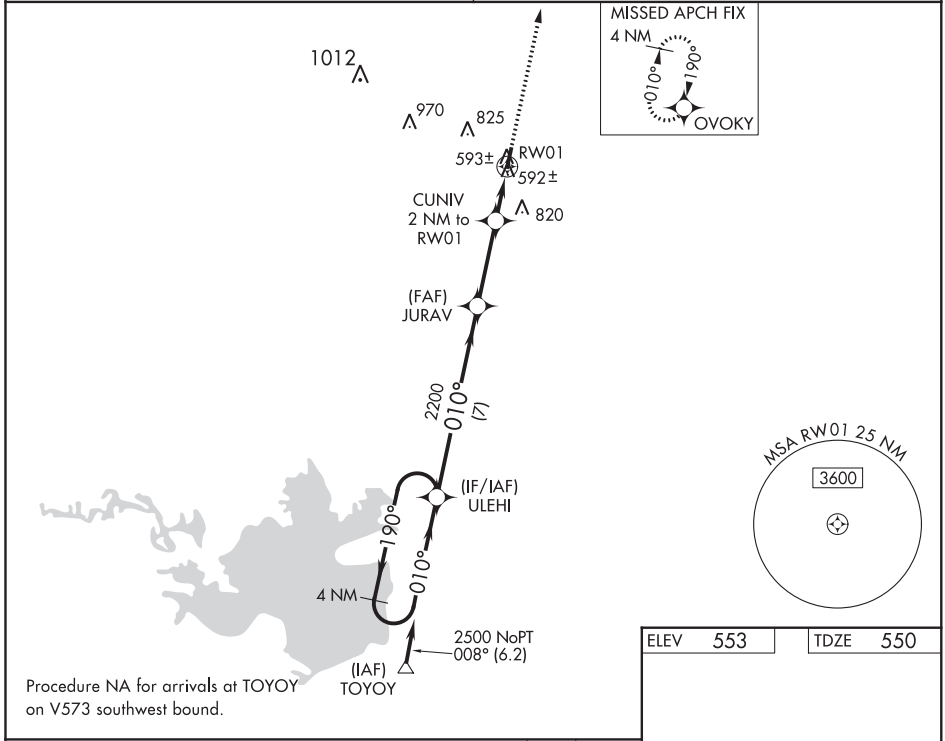 MISSED APCH FIX
4 NM
010°
190°
OVOKY
1012
970
825
593±
RW01
592±
CUNIV
2 NM to
RW01
820
(FAF)
JURAV
2200
010°
(7)
MSA RW01 25 NM
3600
(IF/IAF)
ULEHI
190°
010°
4 NM
2500 NoPT
008° (6.2)
(IAF)
TOYOY
Procedure NA for arrivals at TOYOY
on V573 southwest bound.
ELEV 553
TDZE 550